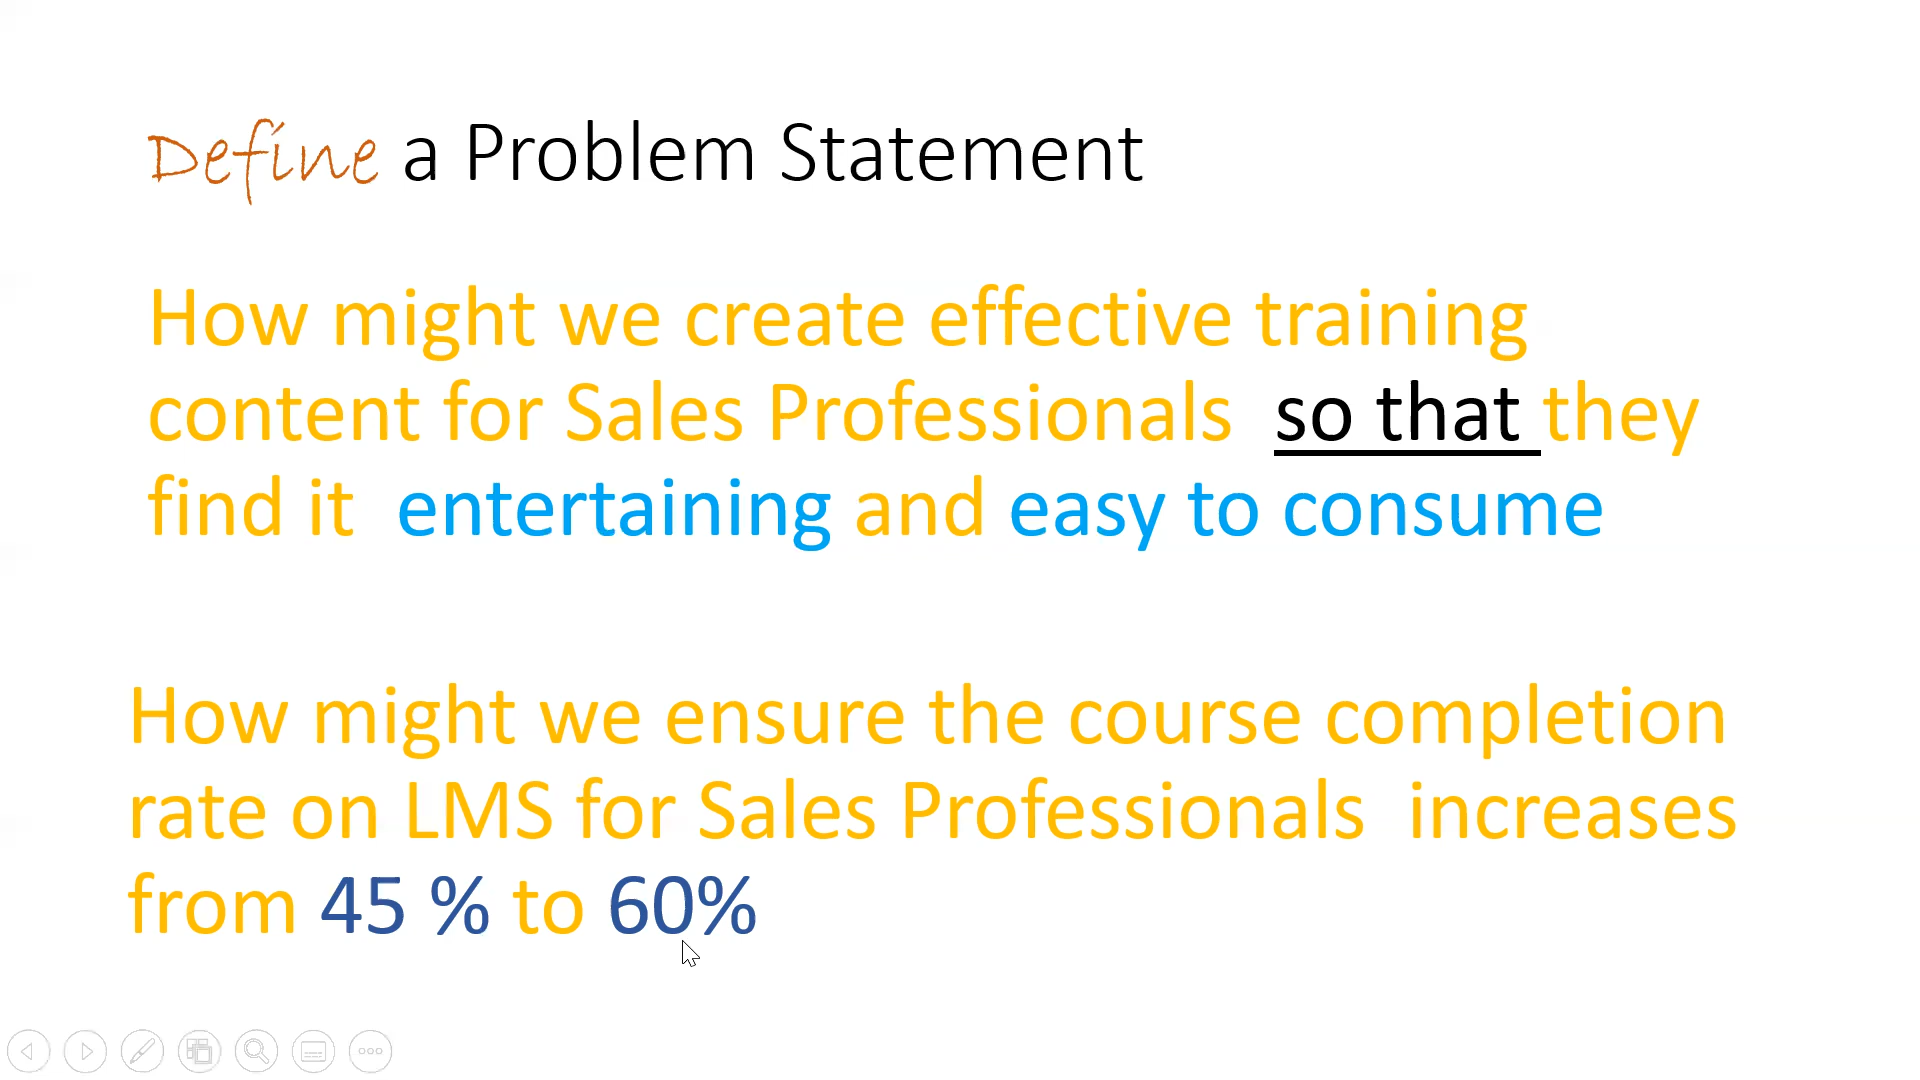 Define a Problem Statement
How might we create effective training
content for Sales Professionals so that they
find it entertaining and easy to consume
How might we ensure the course completion
rate on LMS for Sales Professionals increases
from 45 % to 60%